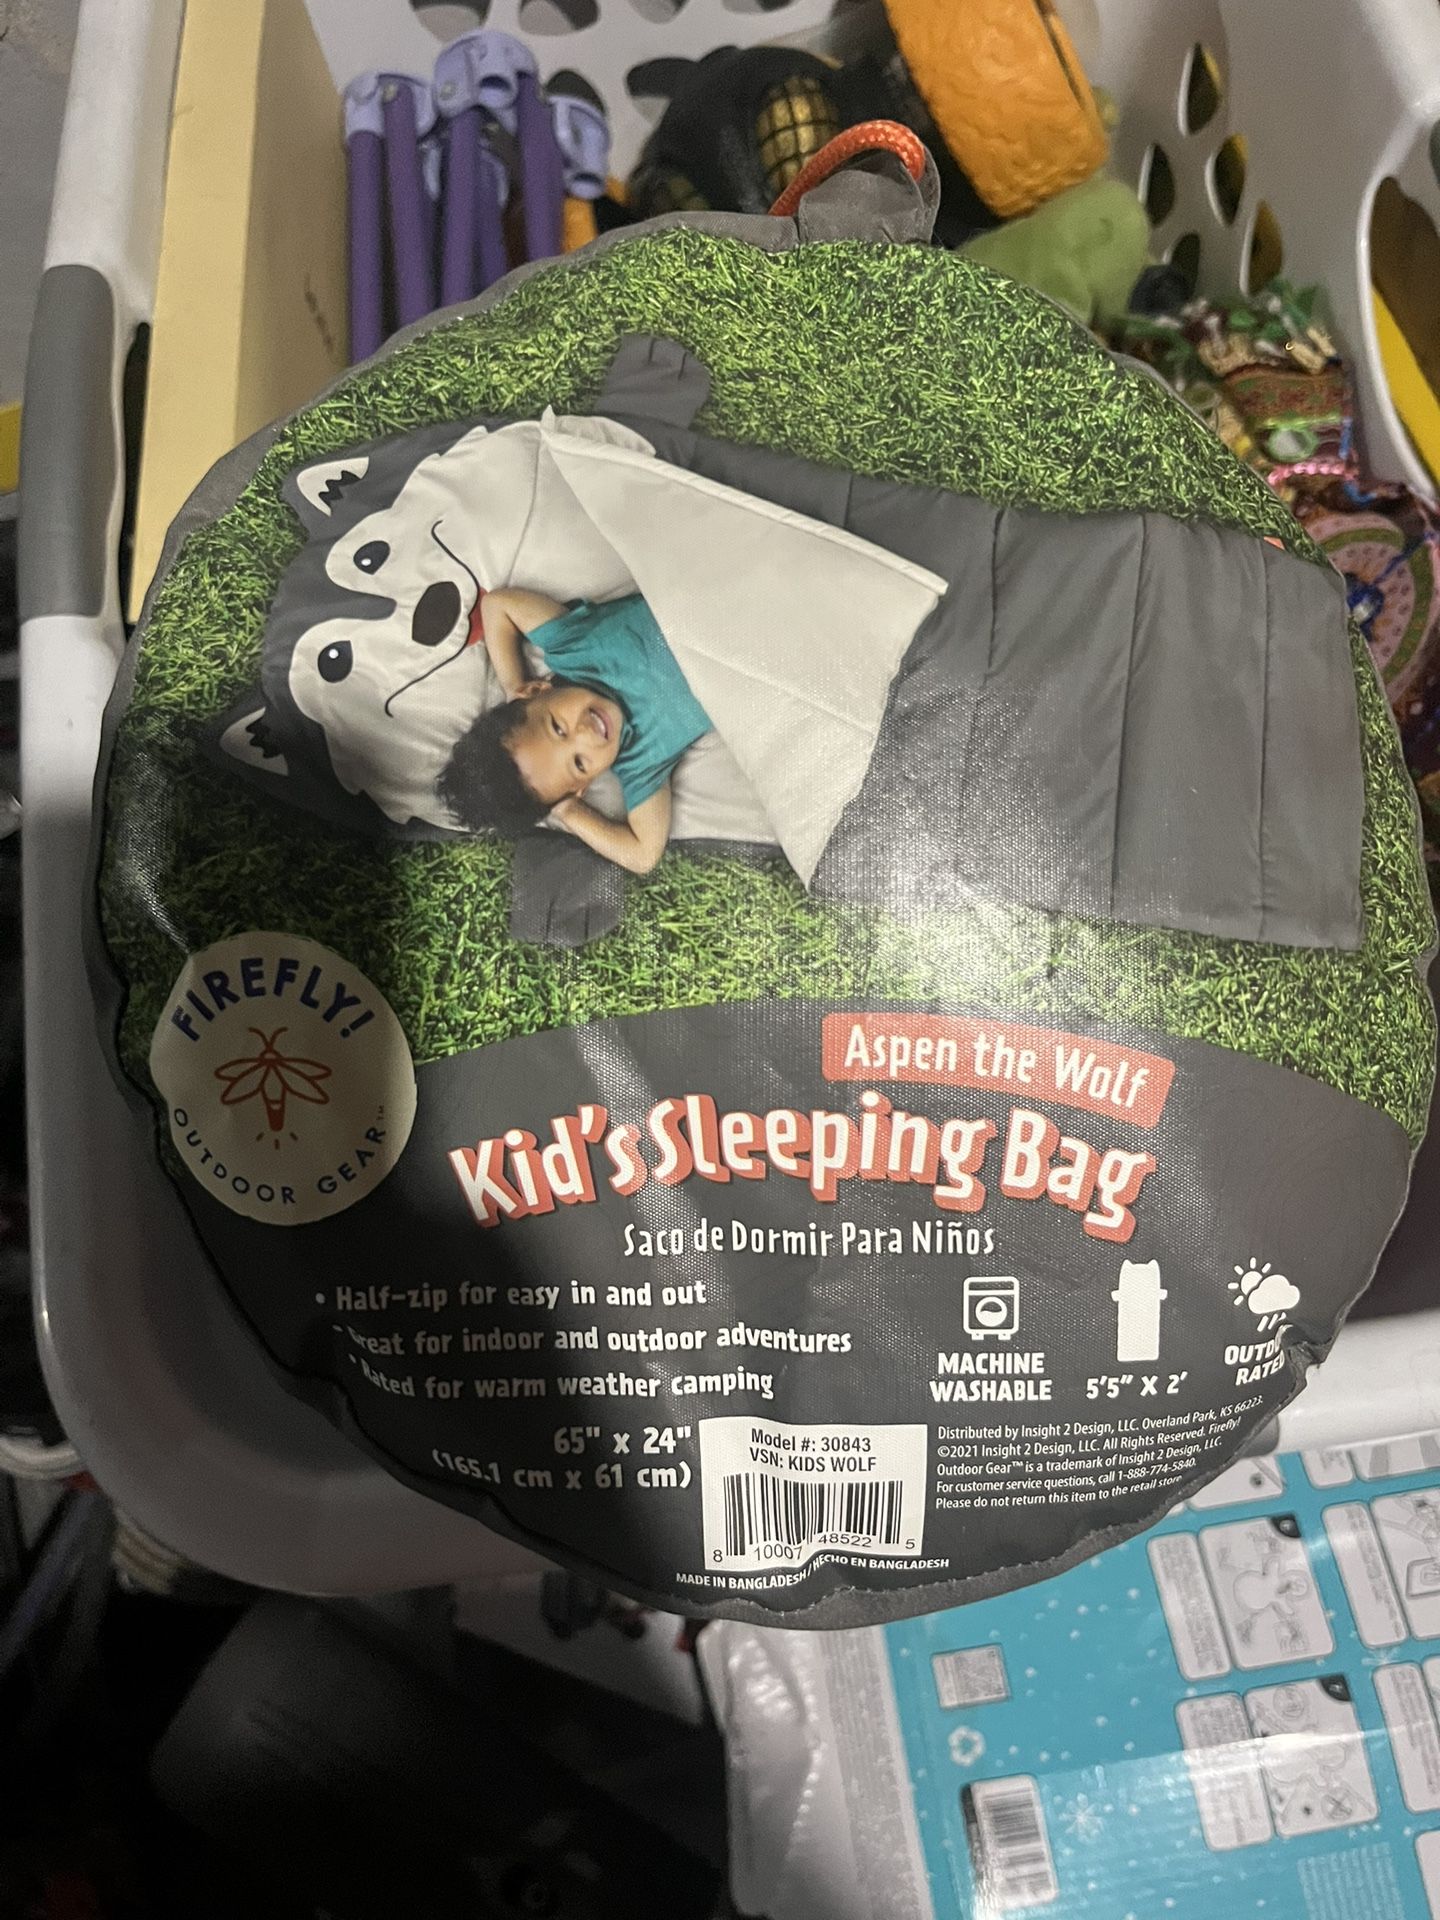 FIREFLY!
OUTDOOR GEAR™
Aspen the Wolf
Kid's Sleeping Bag
Saco de Dormir Para Niños
• Half-zip for easy in and out
Great for indoor and outdoor adventures
• Rated for warm weather camping
65" x 24"
(165.1 cm x 61 cm)
MACHINE
WASHABLE
5'5" X 2'
OUTDO
RATED
Model #: 30843
VSN: KIDS WOLF
8 10007 48522 5
MADE IN BANGLADESH / HECHO EN BANGLADESH
Distributed by Insight 2 Design, LLC. Overland Park, KS 66223.
©2021 Insight 2 Design, LLC. All Rights Reserved. Firefly!
Outdoor Gear™ is a trademark of Insight 2 Design, LLC.
For customer service questions, call 1-888-774-5840.
Please do not return this item to the retail store